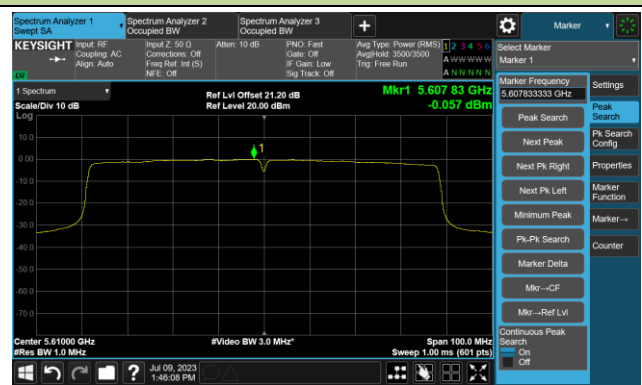 Spectrum Analyzer 1
Swept SA
Spectrum Analyzer 2
Occupied BW
Spectrum Analyzer 3
Occupied BW
Marker
KEYSIGHT
Input: RF
Coupling: AC
Align: Auto
Input Z: 50 Ω
Corrections: Off
Freq Ref: Int (S)
NFE: Off
Atten: 10 dB
PNO: Fast
Gate: Off
IF Gain: Low
Sig Track: Off
Avg Type: Power (RMS)
Avg|Hold: 3500/3500
Trig: Free Run
1 2 3 4 5 6
A W W W W W
A N N N N N
LW
Select Marker
Marker 1
1 Spectrum
Scale/Div 10 dB
Log
Ref Lvl Offset 21.20 dB
Ref Level 20.00 dBm
Mkr1 5.607 83 GHz
-0.057 dBm
10.0
0.00
-10.0
-20.0
-30.0
-40.0
-50.0
-60.0
-70.0
1
Center 5.61000 GHz
#Res BW 1.0 MHz
#Video BW 3.0 MHz*
Span 100.0 MHz
Sweep 1.00 ms (601 pts)
Marker Frequency
5.607833333 GHz
Peak Search
Next Peak
Next Pk Right
Next Pk Left
Minimum Peak
Pk-Pk Search
Marker Delta
Mkr→CF
Mkr→Ref Lvl
Continuous Peak
Search
On
Off
Settings
Peak
Search
Pk Search
Config
Properties
Marker
Function
Marker→
Counter
?
Jul 09, 2023
1:46:08 PM